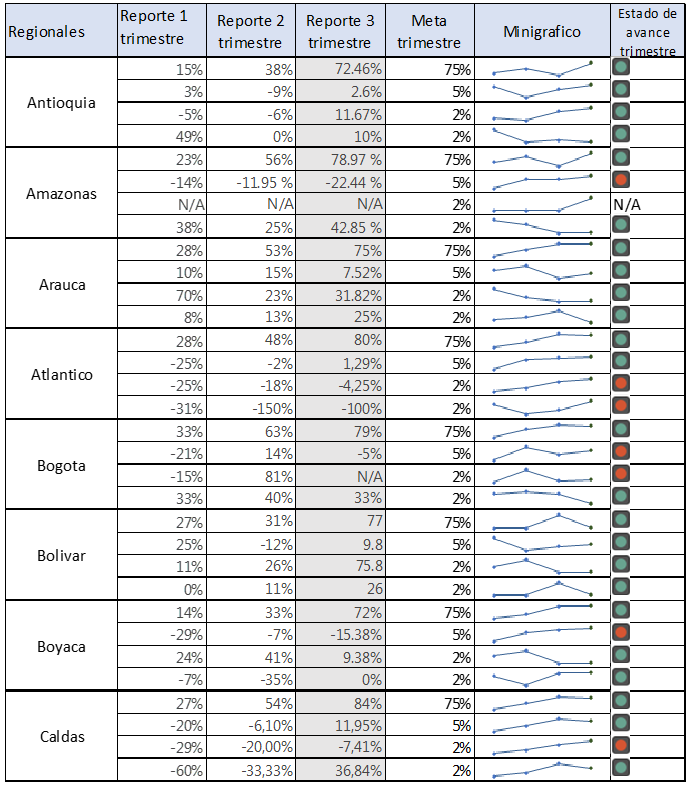 Regionales Reporte 1 trimestre Reporte 2 trimestre Reporte 3 trimestre Meta trimestre Minigrafico Estado de avance trimestre
Antioquia
15% 38% 72.46% 75%
3% -9% 2.6% 5%
-5% -6% 11.67% 2%
49% 0% 10% 2%
Amazonas
23% 56% 78.97 % 75%
-14% -11.95 % -22.44 % 5%
N/A N/A N/A 2% N/A
38% 25% 42.85 % 2%
Arauca
28% 53% 75% 75%
10% 15% 7.52% 5%
70% 23% 31.82% 2%
8% 13% 25% 2%
Atlantico
28% 48% 80% 75%
-25% -2% 1,29% 5%
-25% -18% -4,25% 2%
-31% -150% -100% 2%
Bogota
33% 63% 79% 75%
-21% 14% -5% 5%
-15% 81% N/A 2%
33% 40% 33% 2%
Bolivar
27% 31% 77 75%
25% -12% 9.8 5%
11% 26% 75.8 2%
0% 11% 26 2%
Boyaca
14% 33% 72% 75%
-29% -7% -15.38% 5%
24% 41% 9.38% 2%
-7% -35% 0% 2%
Caldas
27% 54% 84% 75%
-20% -6,10% 11,95% 5%
-29% -20,00% -7,41% 2%
-60% -33,33% 36,84% 2%